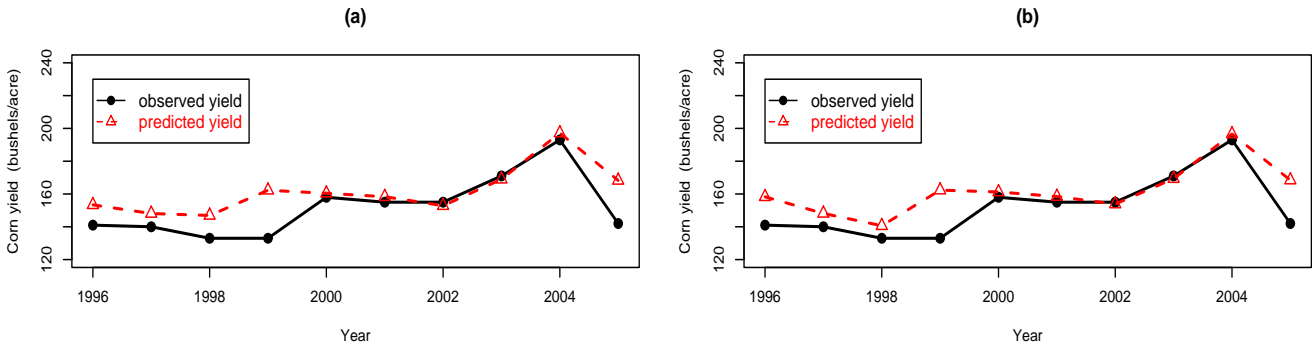 (a)
Corn yield (bushels/acre)
240
200
160
120
observed yield
predicted yield
1996
1998
2000
2002
2004
Year
(b)
Corn yield (bushels/acre)
240
200
160
120
observed yield
predicted yield
1996
1998
2000
2002
2004
Year